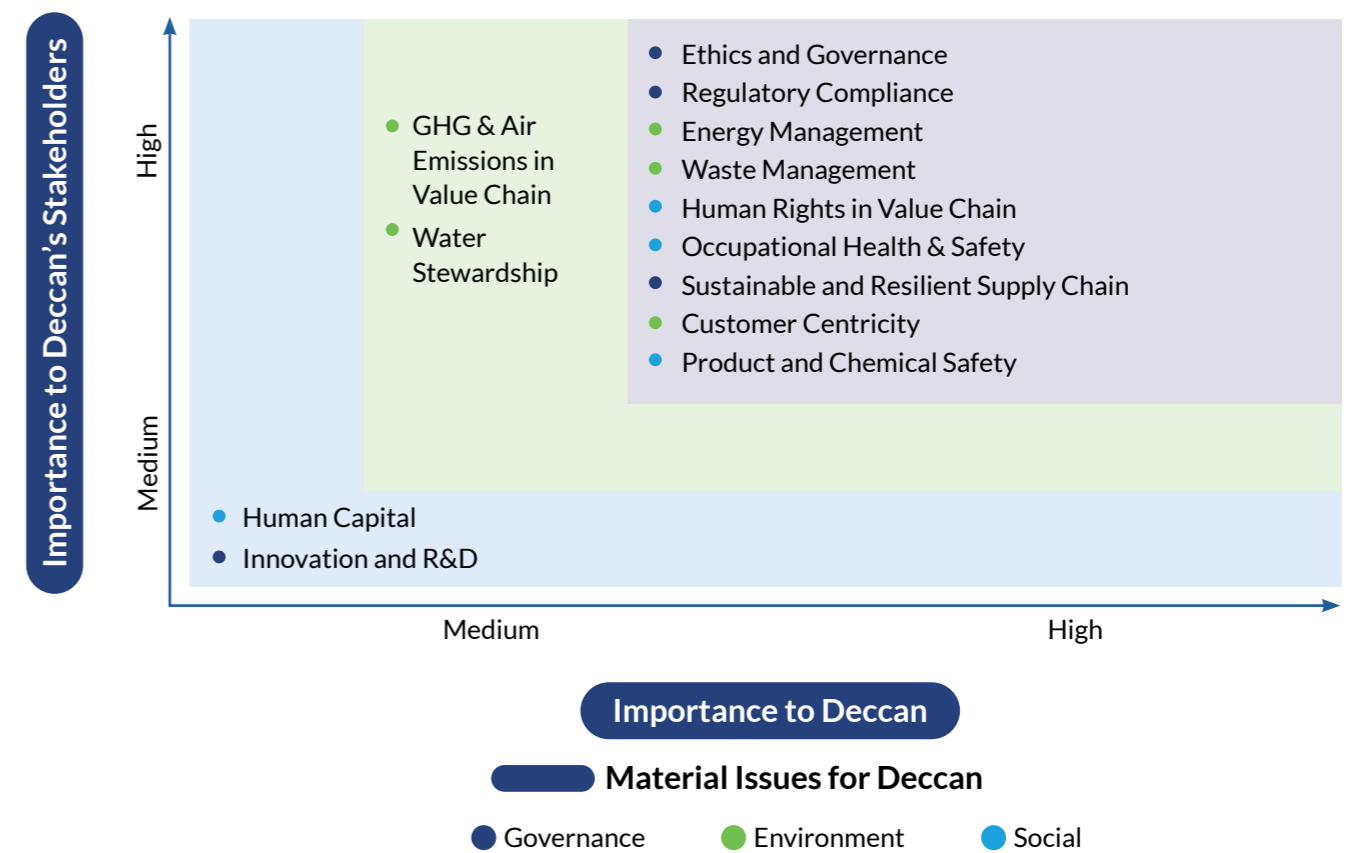 Importance to Deccan's Stakeholders
High
Medium
GHG & Air
Emissions in
Value Chain
Water
Stewardship
Ethics and Governance
Regulatory Compliance
Energy Management
Waste Management
Human Rights in Value Chain
Occupational Health & Safety
Sustainable and Resilient Supply Chain
Customer Centricity
Product and Chemical Safety
Human Capital
Innovation and R&D
Medium
High
Importance to Deccan
Material Issues for Deccan
Governance
Environment
Social